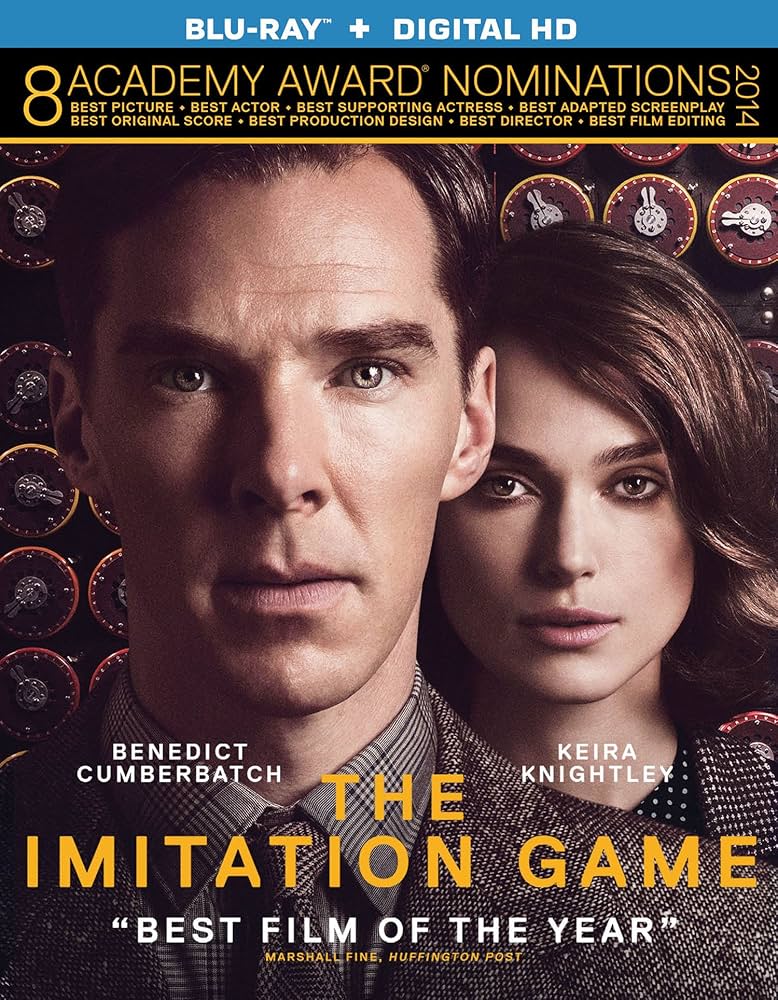 BLU-RAY™ + DIGITAL HD
8 ACADEMY AWARD® NOMINATIONS 2014
BEST PICTURE • BEST ACTOR • BEST SUPPORTING ACTRESS • BEST ADAPTED SCREENPLAY
BEST ORIGINAL SCORE • BEST PRODUCTION DESIGN • BEST DIRECTOR • BEST FILM EDITING
BENEDICT
CUMBERBATCH
KEIRA
KNIGHTLEY
THE
IMITATION GAME
“BEST FILM OF THE YEAR”
MARSHALL FINE, HUFFINGTON POST